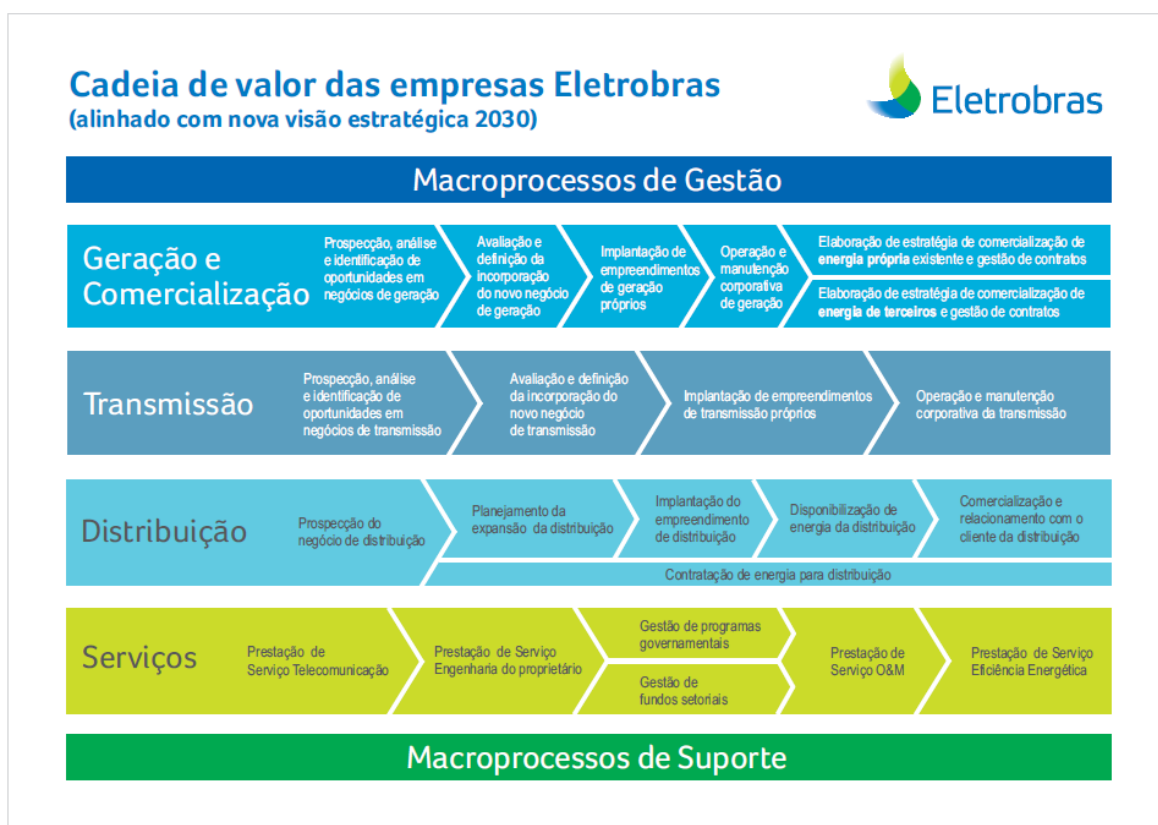 Cadeia de valor das empresas Eletrobras
(alinhado com nova visão estratégica 2030)
Eletrobras
Macroprocessos de Gestão
Geração e
Comercialização
Prospecção, análise
e identificação de
oportunidades em
negócios de geração
Avaliação e
definição da
incorporação
do novo negócio
de geração
Implantação de
empreendimentos
de geração
próprios
Operação e
manutenção
corporativa
de geração
Elaboração de estratégia de comercialização de
energia própria existente e gestão de contratos
Elaboração de estratégia de comercialização de
energia de terceiros e gestão de contratos
Transmissão
Prospecção, análise
e identificação de
oportunidades em
negócios de transmissão
Avaliação e definição
da incorporação do
novo negócio
de transmissão
Implantação de empreendimentos
de transmissão próprios
Operação e manutenção
corporativa da transmissão
Distribuição
Prospecção do
negócio de distribuição
Planejamento da
expansão da distribuição
Implantação do
empreendimento
de distribuição
Disponibilização de
energia da distribuição
Comercialização e
relacionamento com o
cliente da distribuição
Contratação de energia para distribuição
Serviços
Prestação de
Serviço Telecomunicação
Prestação de Serviço
Engenharia do proprietário
Gestão de programas
governamentais
Gestão de
fundos setoriais
Prestação de
Serviço O&M
Prestação de Serviço
Eficiência Energética
Macroprocessos de Suporte